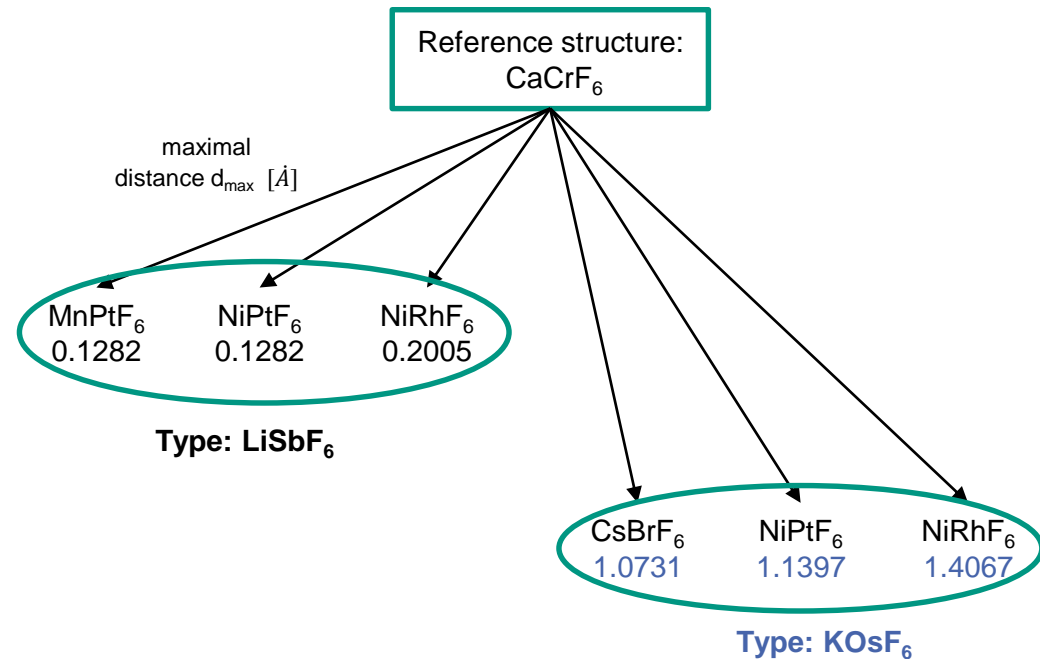 Reference structure:
CaCrF₆
maximal
distance dₘₐₓ [Ȧ]
MnPtF₆ NiPtF₆ NiRhF₆
0.1282 0.1282 0.2005
Type: LiSbF₆
CsBrF₆ NiPtF₆ NiRhF₆
1.0731 1.1397 1.4067
Type: KOsF₆